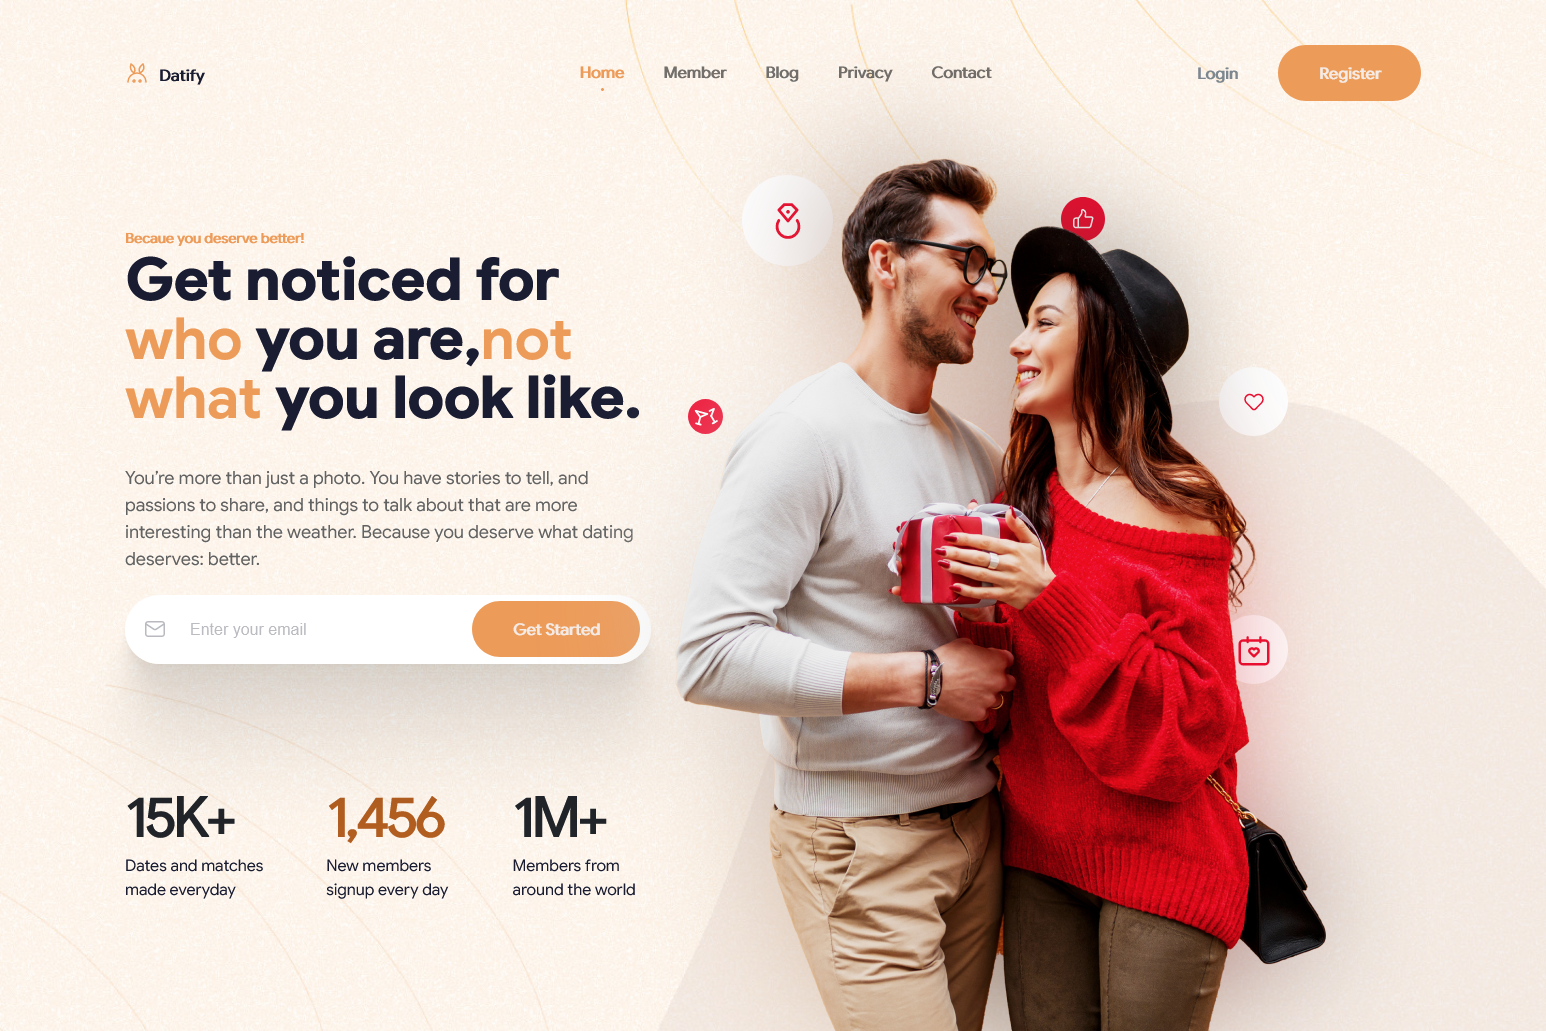 Datify
Home Member Blog Privacy Contact
Login Register
Becaue you deserve better!
Get noticed for
who you are,not
what you look like.
You’re more than just a photo. You have stories to tell, and
passions to share, and things to talk about that are more
interesting than the weather. Because you deserve what dating
deserves: better.
Enter your email
Get Started
15K+
Dates and matches
made everyday
1,456
New members
signup every day
1M+
Members from
around the world